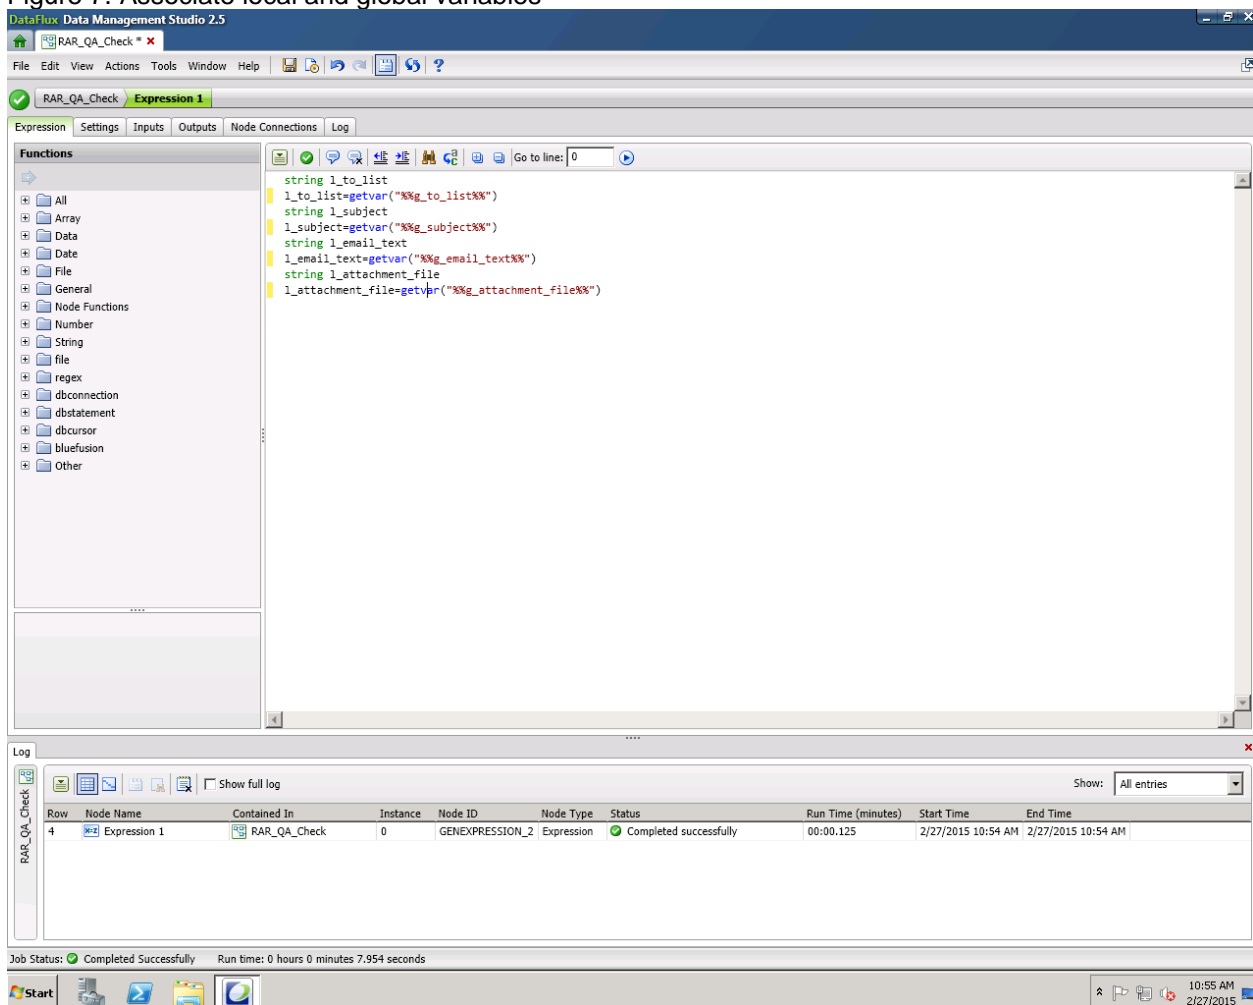 Figure 7: Associate local and global variables
DataFlux Data Management Studio 2.5
RAR_QA_Check *
File Edit View Actions Tools Window Help
RAR_QA_Check Expression 1
Expression Settings Inputs Outputs Node Connections Log
Functions
Go to line: 0
All
Array
Data
Date
File
General
Node Functions
Number
String
file
regex
dbconnection
dbstatement
dbcursor
bluefusion
Other
string l_to_list
l_to_list=getvar("%%g_to_list%%")
string l_subject
l_subject=getvar("%%g_subject%%")
string l_email_text
l_email_text=getvar("%%g_email_text%%")
string l_attachment_file
l_attachment_file=getvar("%%g_attachment_file%%")
Log
RAR_QA_Check
Show full log
Show: All entries
Row Node Name Contained In Instance Node ID Node Type Status Run Time (minutes) Start Time End Time
4 Expression 1 RAR_QA_Check 0 GENEXPRESSION_2 Expression Completed successfully 00:00.125 2/27/2015 10:54 AM 2/27/2015 10:54 AM
Job Status: Completed Successfully Run time: 0 hours 0 minutes 7.954 seconds
Start
10:55 AM
2/27/2015